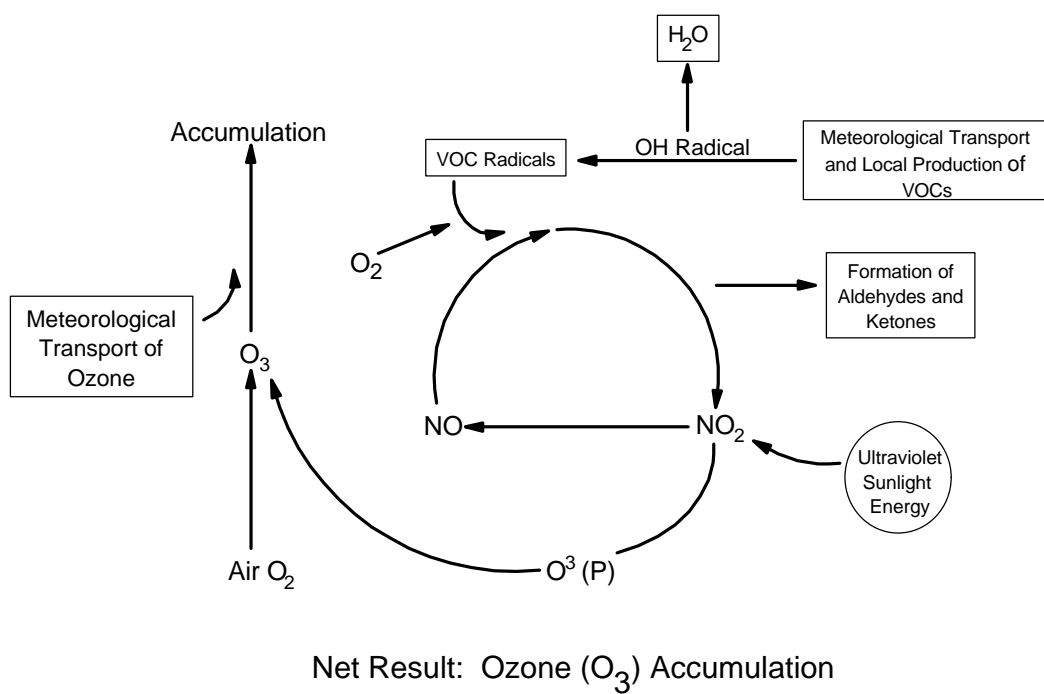 H₂O
Accumulation
OH Radical
VOC Radicals
Meteorological Transport
and Local Production of
VOCs
O₂
Formation of
Aldehydes and
Ketones
Meteorological
Transport of
Ozone
O₃
NO
NO₂
Ultraviolet
Sunlight
Energy
Air O₂
O³ (P)
Net Result: Ozone (O₃) Accumulation